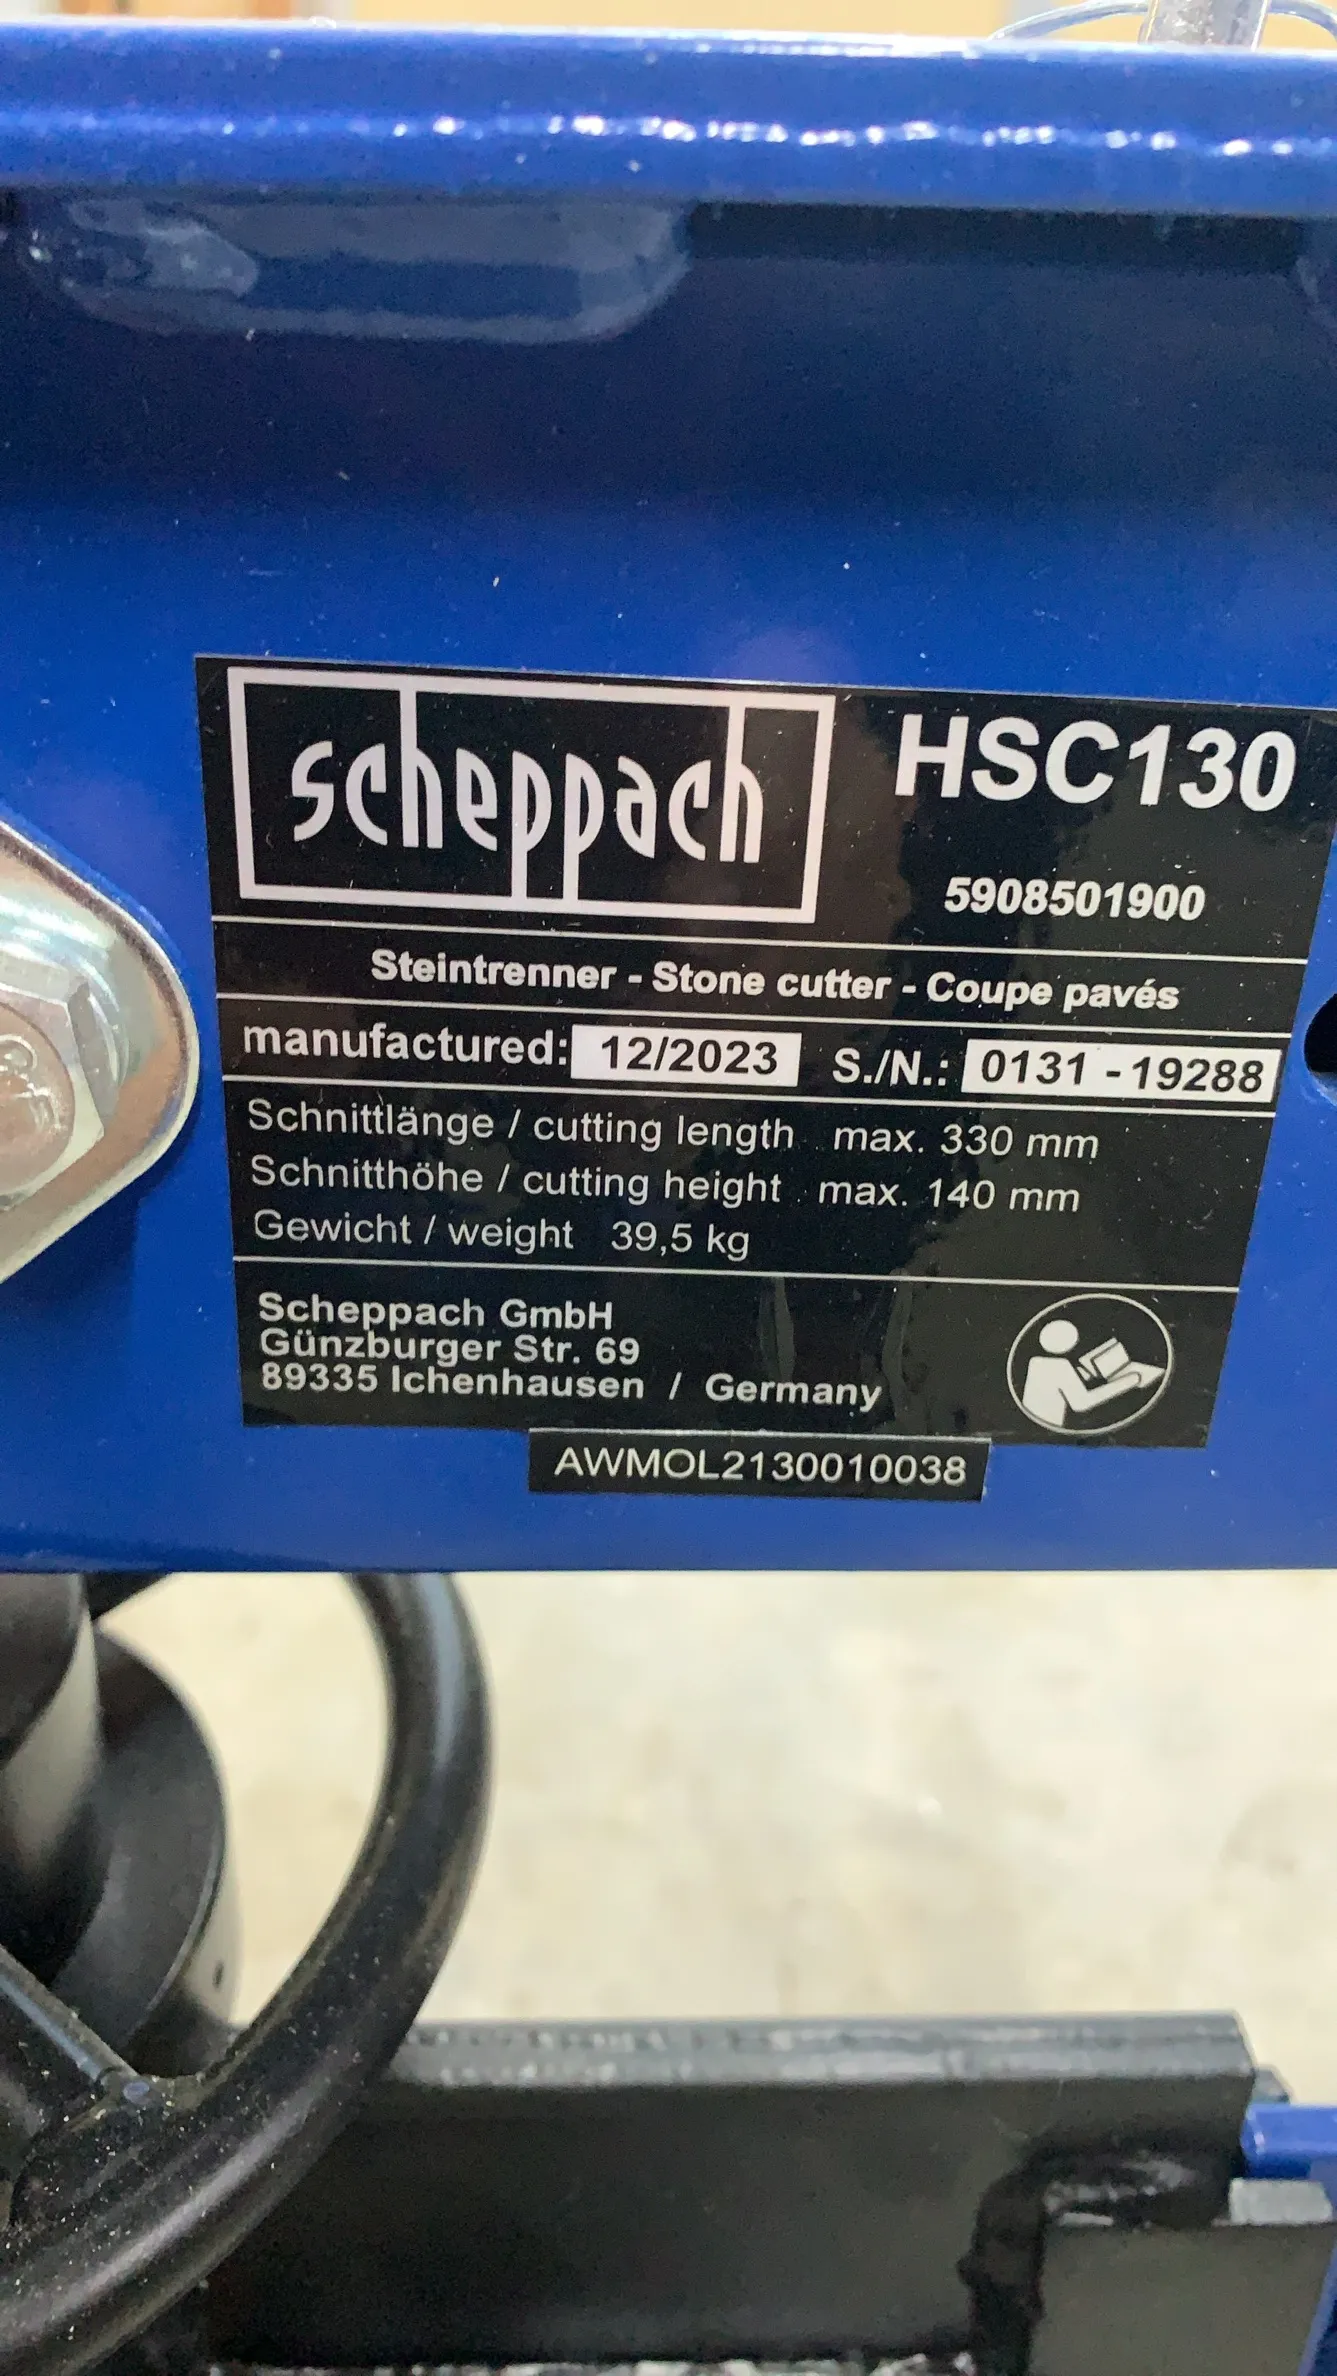 scheppach HSC130
5908501900
Steintrenner - Stone cutter - Coupe pavés
manufactured: 12/2023 S./N.: 0131 - 19288
Schnittlänge / cutting length max. 330 mm
Schnitthöhe / cutting height max. 140 mm
Gewicht / weight 39,5 kg
Scheppach GmbH
Günzburger Str. 69
89335 Ichenhausen / Germany
AWMOL2130010038